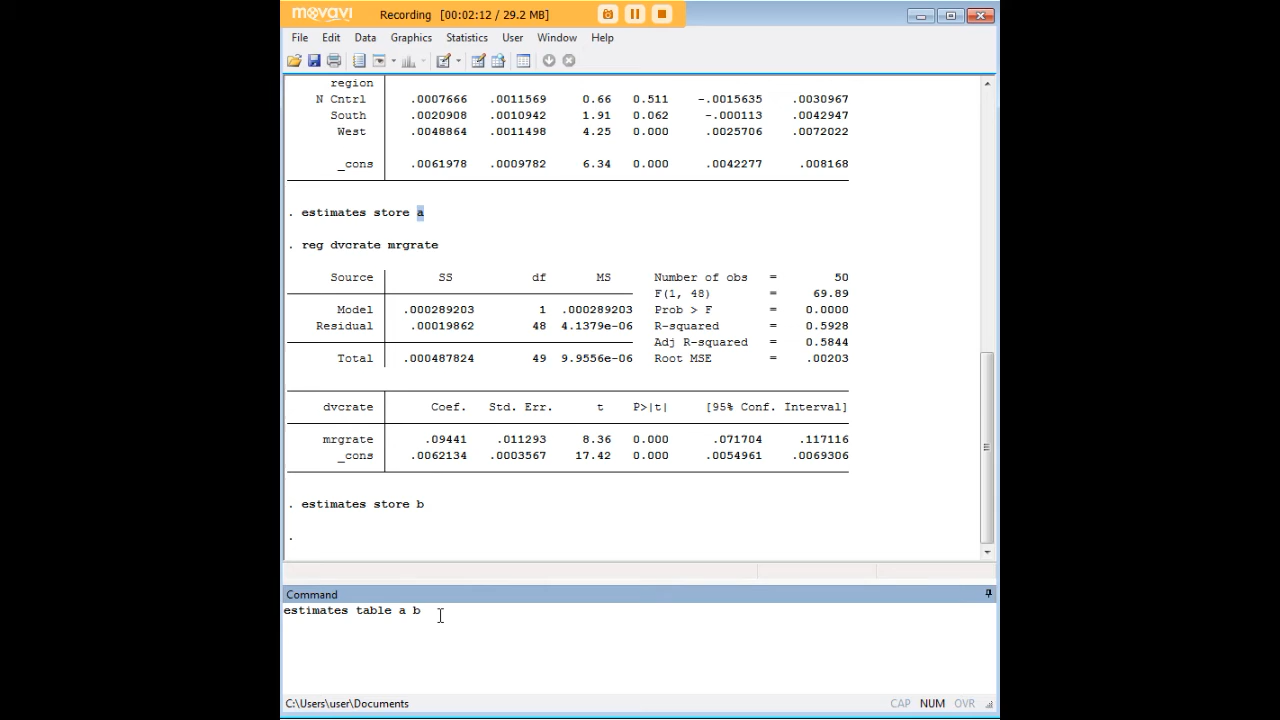 movavi Recording [00:02:12 / 29.2 MB]
File Edit Data Graphics Statistics User Window Help
region
N Cntrl .0007666 .0011569 0.66 0.511 -.0015635 .0030967
South .0020908 .0010942 1.91 0.062 -.000113 .0042947
West .0048864 .0011498 4.25 0.000 .0025706 .0072022
_cons .0061978 .0009782 6.34 0.000 .0042277 .008168
. estimates store a
. reg dvcrate mrgrate
Source SS df MS Number of obs = 50
F(1, 48) = 69.89
Model .000289203 1 .000289203 Prob > F = 0.0000
Residual .00019862 48 4.1379e-06 R-squared = 0.5928
Adj R-squared = 0.5844
Total .000487824 49 9.9556e-06 Root MSE = .00203
dvcrate Coef. Std. Err. t P>|t| [95% Conf. Interval]
mrgrate .09441 .011293 8.36 0.000 .071704 .117116
_cons .0062134 .0003567 17.42 0.000 .0054961 .0069306
. estimates store b
.
Command
estimates table a b
C:\Users\user\Documents CAP NUM OVR